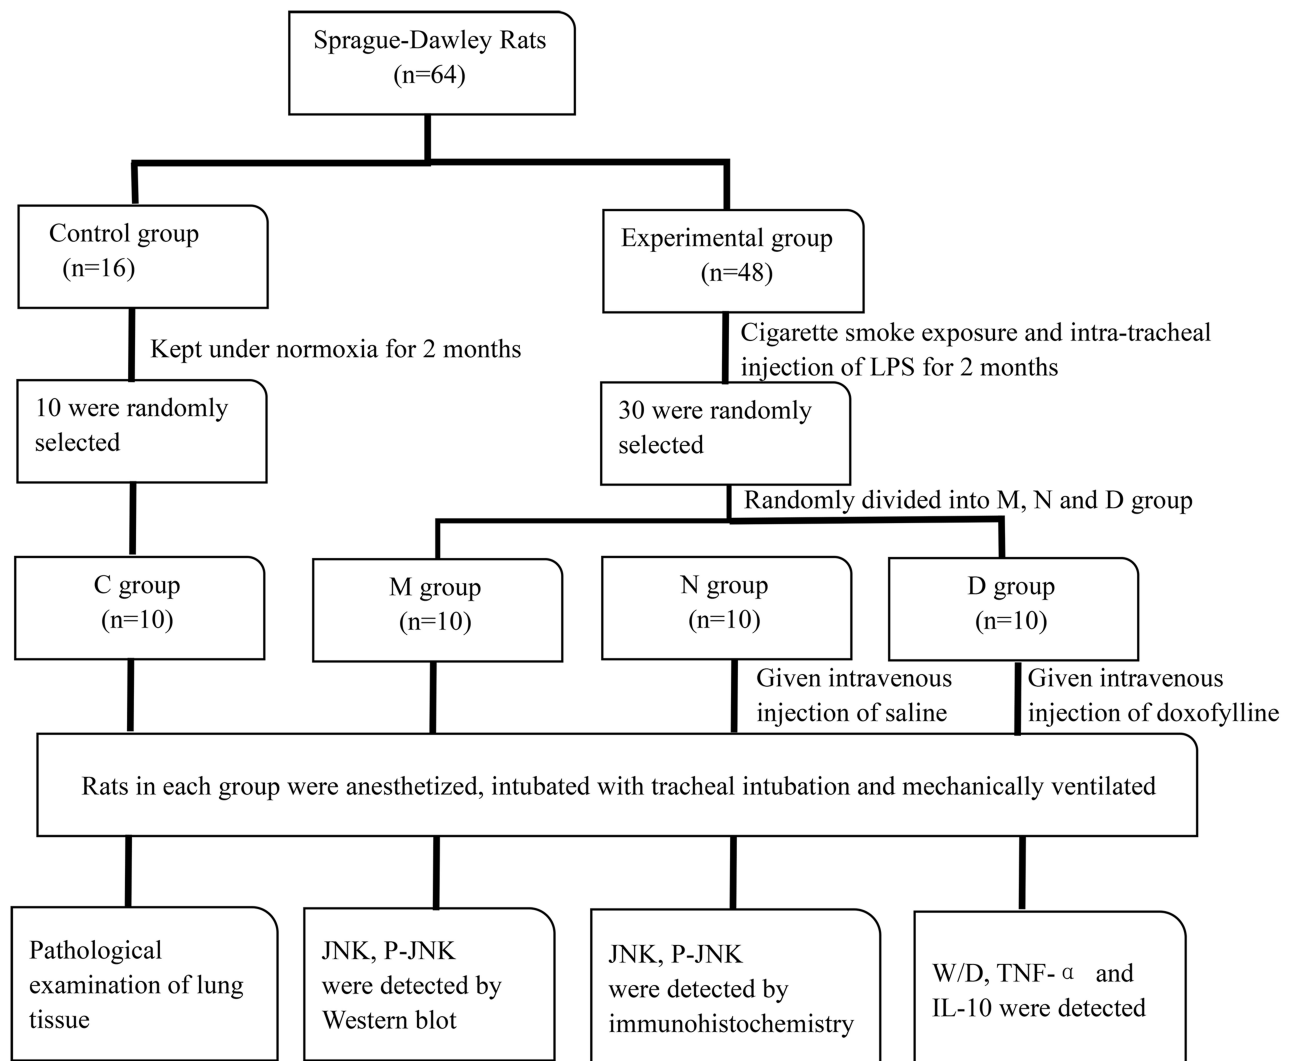 Sprague-Dawley Rats
(n=64)
Control group
(n=16)
Experimental group
(n=48)
Kept under normoxia for 2 months
Cigarette smoke exposure and intra-tracheal
injection of LPS for 2 months
10 were randomly
selected
30 were randomly
selected
Randomly divided into M, N and D group
C group
(n=10)
M group
(n=10)
N group
(n=10)
D group
(n=10)
Given intravenous
injection of saline
Given intravenous
injection of doxofylline
Rats in each group were anesthetized, intubated with tracheal intubation and mechanically ventilated
Pathological
examination of lung
tissue
JNK, P-JNK
were detected by
Western blot
JNK, P-JNK
were detected by
immunohistochemistry
W/D, TNF-α and
IL-10 were detected